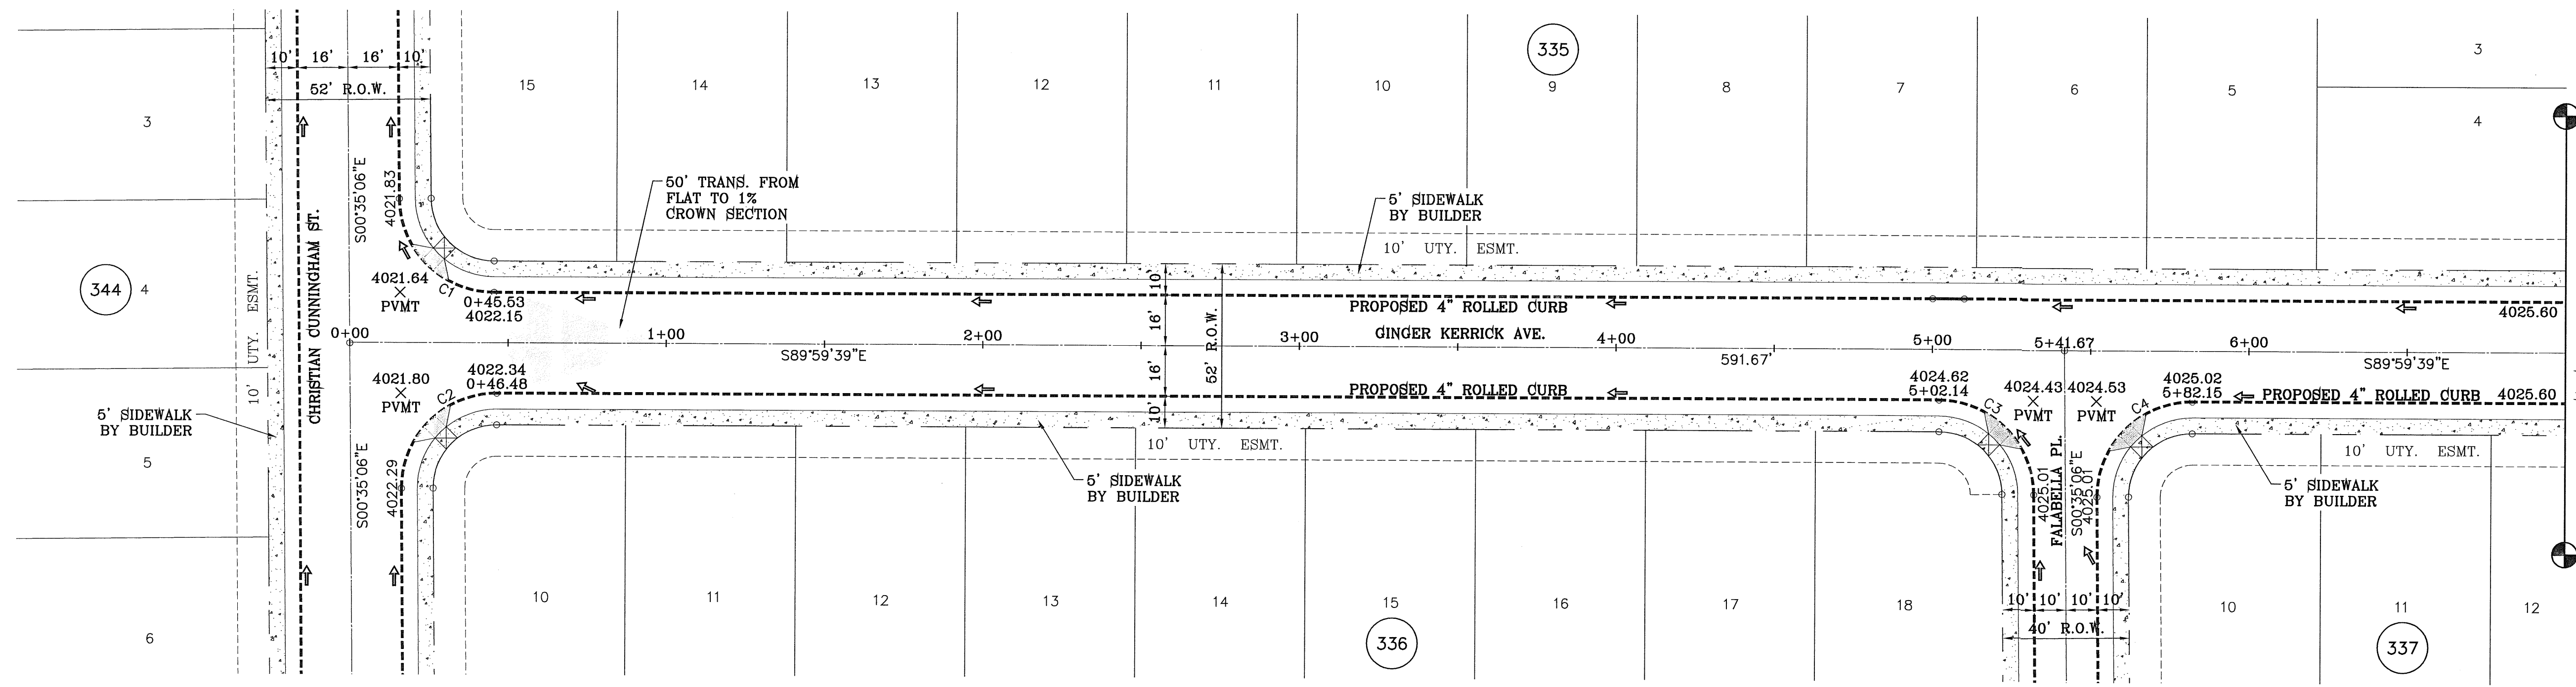 335
3
10' 16' 16' 10'
15
14
13
12
11
10
9
8
7
6
5
52' R.O.W.
3
4
50' TRANS. FROM
FLAT TO 1%
CROWN SECTION
S00°35'06"E
4021.83
5' SIDEWALK
BY BUILDER
CHRISTIAN CUNNINGHAM ST.
10' UTY. ESMT.
10' UTY. ESMT.
344
4
4021.64
PVMT
C1
0+45.53
4022.15
10'
16'
52' R.O.W.
16'
10'
PROPOSED 4" ROLLED CURB
GINGER KERRICK AVE.
4025.60
0+00
1+00
2+00
3+00
4+00
5+00
5+41.67
6+00
S89°59'39"E
591.67'
S89°59'39"E
4021.80
PVMT
C2
4022.34
0+46.48
PROPOSED 4" ROLLED CURB
4024.62
5+02.14
C3
4024.43
PVMT
4024.53
PVMT
C4
4025.02
5+82.15
PROPOSED 4" ROLLED CURB
4025.60
5' SIDEWALK
BY BUILDER
5
S00°35'06"E
4022.29
10' UTY. ESMT.
5' SIDEWALK
BY BUILDER
4025.01
FALABELLA PL.
S00°35'06"E
4025.01
10' UTY. ESMT.
5' SIDEWALK
BY BUILDER
10
11
12
13
14
15
16
17
18
10' 10' 10' 10'
40' R.O.W.
10
11
12
6
336
337